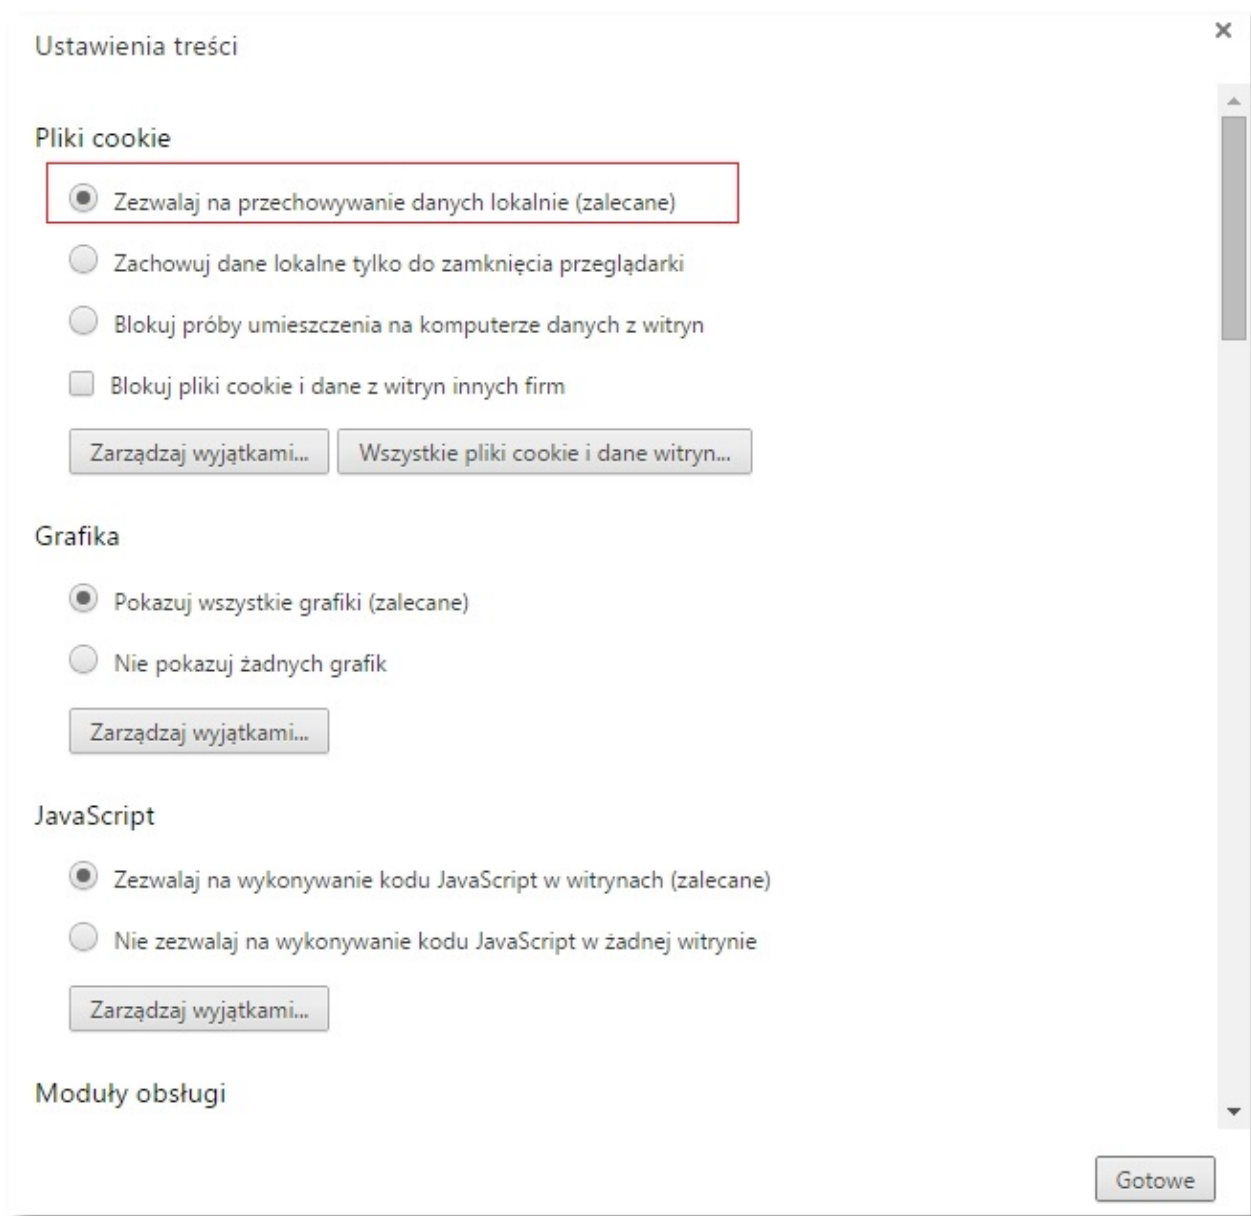 Ustawienia treści
Pliki cookie
Zezwalaj na przechowywanie danych lokalnie (zalecane)
Zachowuj dane lokalne tylko do zamknięcia przeglądarki
Blokuj próby umieszczenia na komputerze danych z witryn
Blokuj pliki cookie i dane z witryn innych firm
Zarządzaj wyjątkami... Wszystkie pliki cookie i dane witryn...
Grafika
Pokazuj wszystkie grafiki (zalecane)
Nie pokazuj żadnych grafik
Zarządzaj wyjątkami...
JavaScript
Zezwalaj na wykonywanie kodu JavaScript w witrynach (zalecane)
Nie zezwalaj na wykonywanie kodu JavaScript w żadnej witrynie
Zarządzaj wyjątkami...
Moduły obsługi
Gotowe